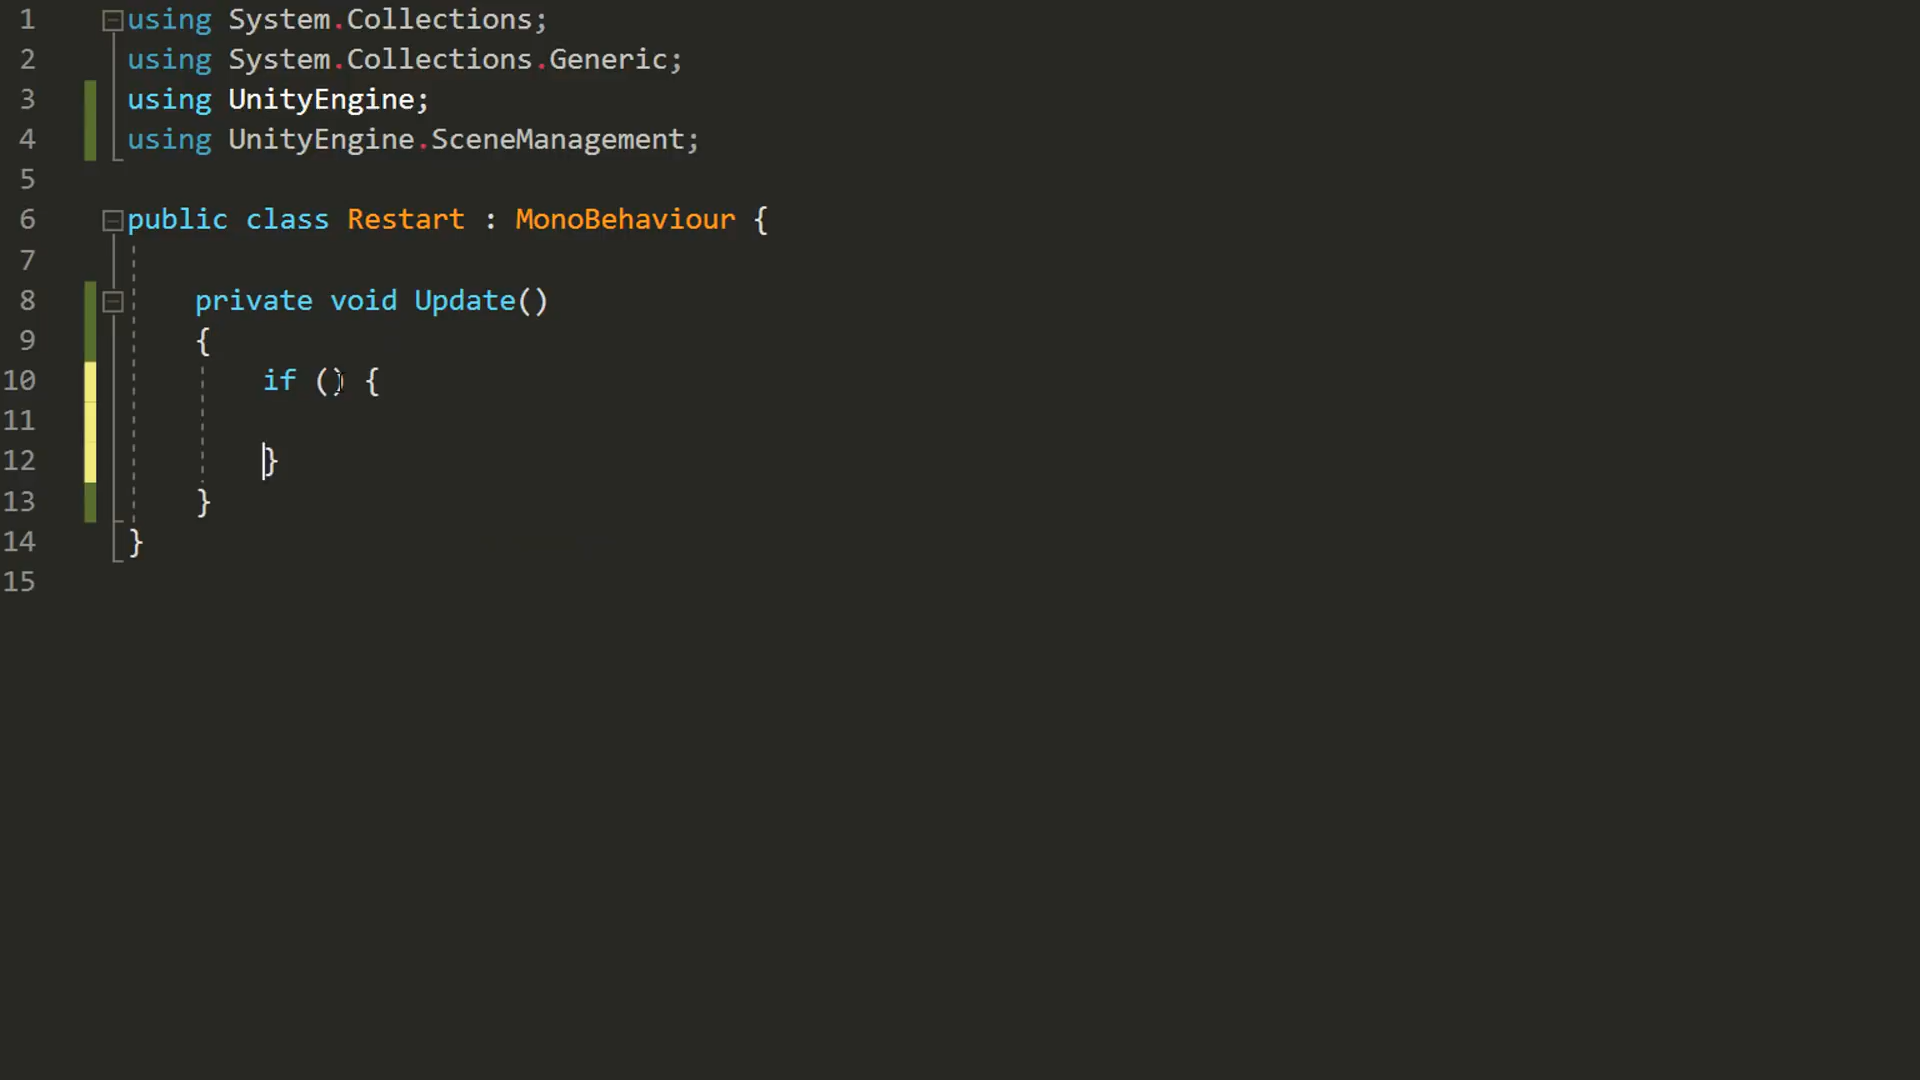 1 using System.Collections;
2 using System.Collections.Generic;
3 using UnityEngine;
4 using UnityEngine.SceneManagement;
5
6 public class Restart : MonoBehaviour {
7
8     private void Update()
9     {
10         if () {
11
12         }
13     }
14 }
15